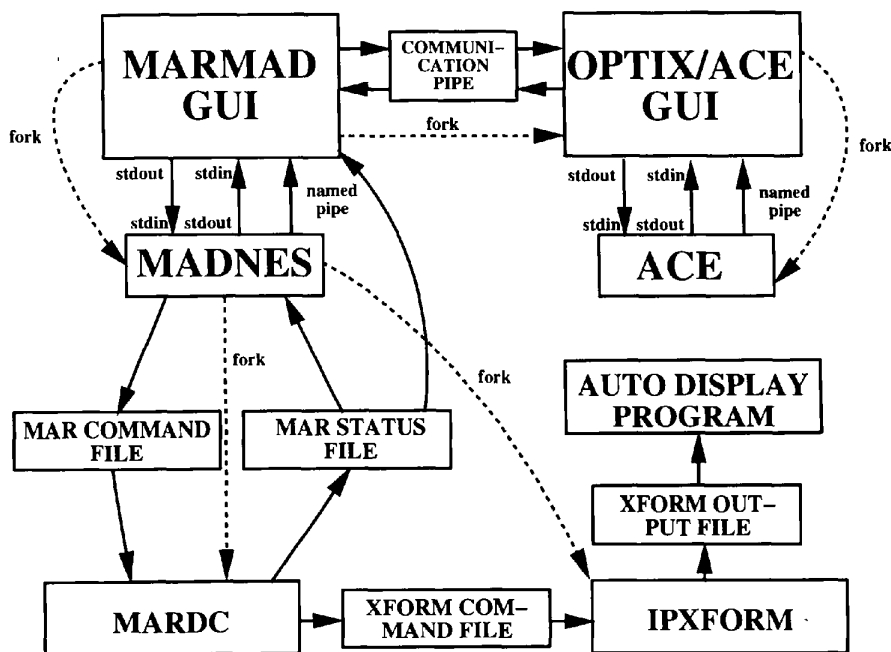 MARMAD
GUI
COMMUNI-
CATION
PIPE
OPTIX/ACE
GUI
fork
fork
fork
stdout
stdin
named
pipe
stdin
stdout
stdout
stdin
named
pipe
stdin
stdout
MADNES
ACE
fork
fork
MAR COMMAND
FILE
MAR STATUS
FILE
AUTO DISPLAY
PROGRAM
XFORM OUT-
PUT FILE
MARDC
XFORM COM-
MAND FILE
IPXFORM